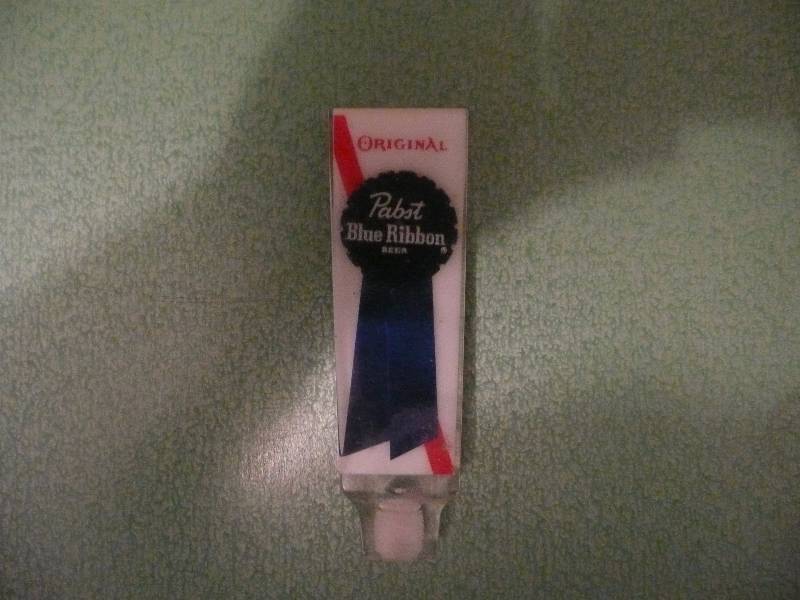 ORIGINAL
Pabst
Blue Ribbon
BEER ®